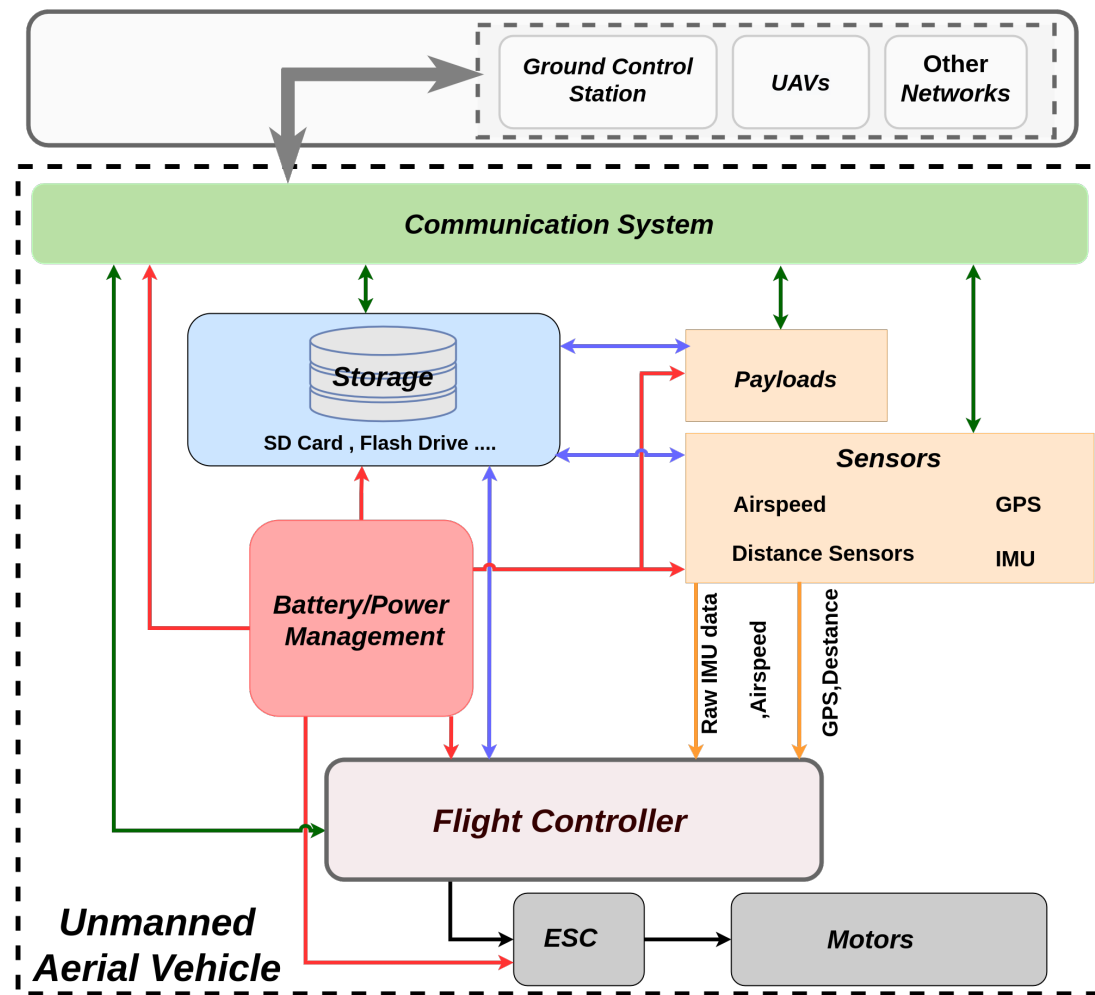 Ground Control
Station
UAVs
Other
Networks
Communication System
Storage
SD Card , Flash Drive ....
Payloads
Sensors
Airspeed
GPS
Distance Sensors
IMU
Battery/Power
Management
Raw IMU data
,Airspeed
GPS,Destance
Flight Controller
ESC
Motors
Unmanned
Aerial Vehicle